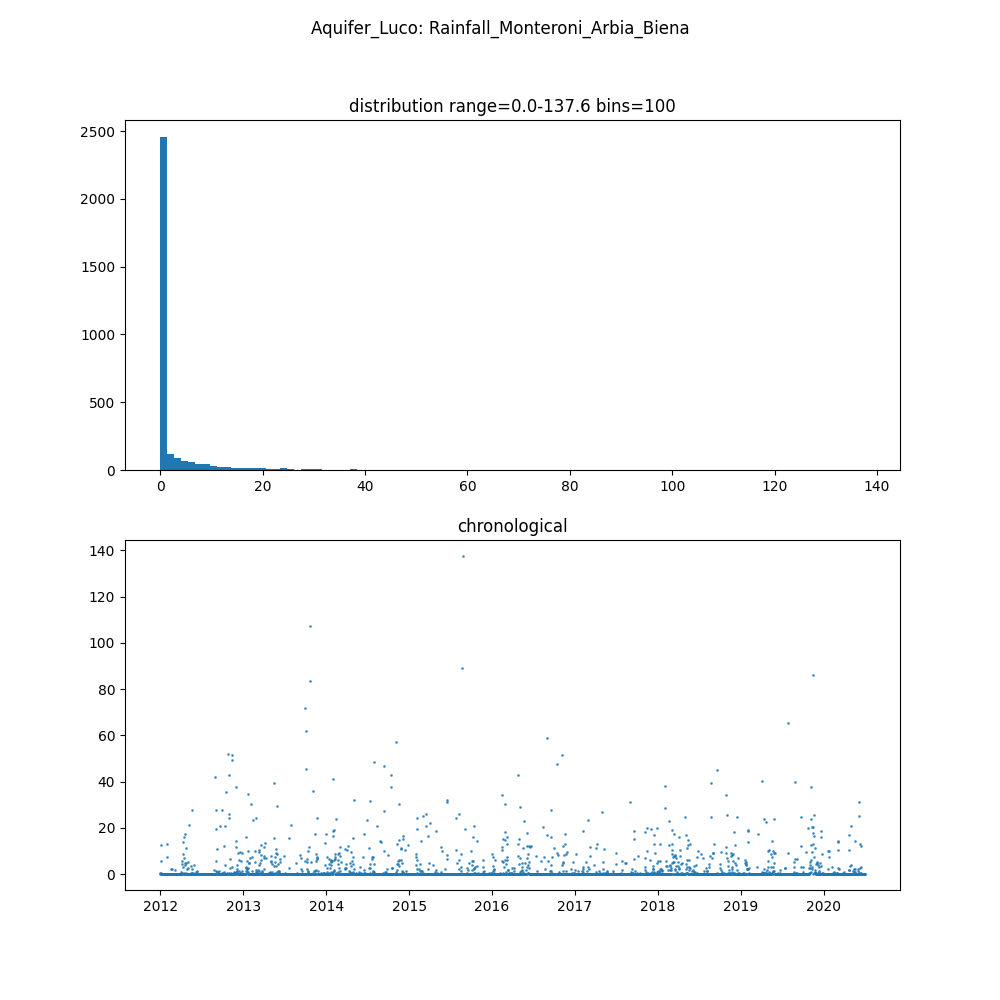 Aquifer_Luco: Rainfall_Monteroni_Arbia_Biena
distribution range=0.0-137.6 bins=100
2500
2000
1500
1000
500
0
0 20 40 60 80 100 120 140
chronological
140
120
100
80
60
40
20
0
2012 2013 2014 2015 2016 2017 2018 2019 2020